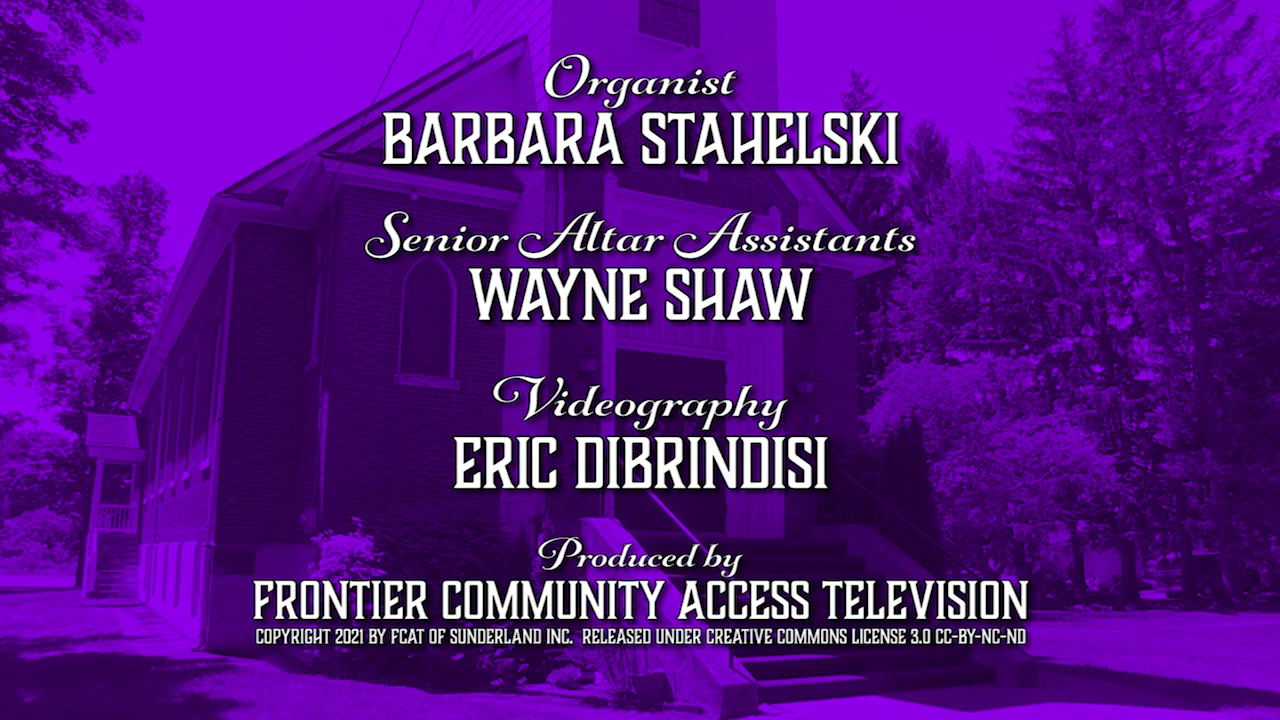 Organist
BARBARA STAHELSKI
Senior Altar Assistants
WAYNE SHAW
Videography
ERIC DIBRINDISI
Produced by
FRONTIER COMMUNITY ACCESS TELEVISION
COPYRIGHT 2021 BY FCAT OF SUNDERLAND INC. RELEASED UNDER CREATIVE COMMONS LICENSE 3.0 CC-BY-NC-ND